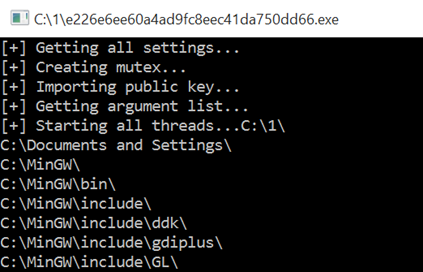 C:\1\e226e6ee60a4ad9fc8eec41da750dd66.exe
[+] Getting all settings...
[+] Creating mutex...
[+] Importing public key...
[+] Getting argument list...
[+] Starting all threads...C:\1\
C:\Documents and Settings\
C:\MinGW\
C:\MinGW\bin\
C:\MinGW\include\
C:\MinGW\include\ddk\
C:\MinGW\include\gdiplus\
C:\MinGW\include\GL\